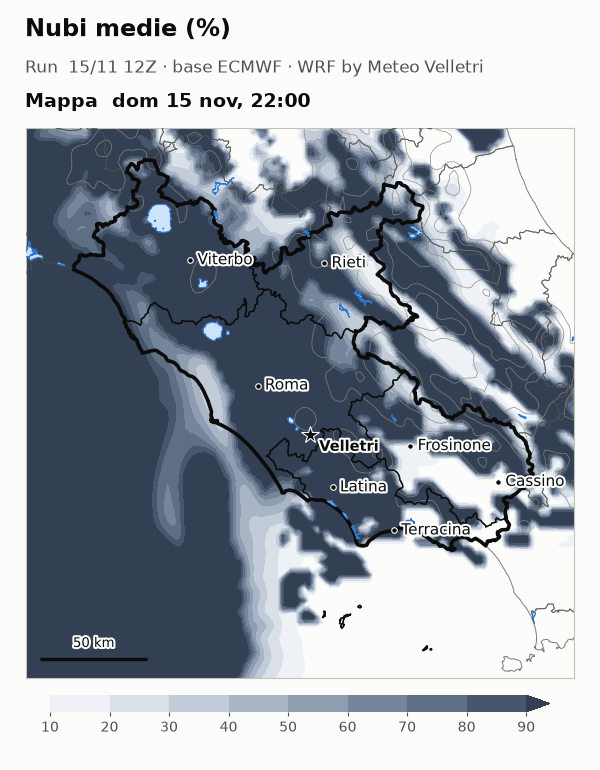 Nubi medie (%)
Run  15/11 12Z · base ECMWF · WRF by Meteo Velletri
Mappa  dom 15 nov, 22:00
Viterbo
Rieti
Roma
Velletri
Frosinone
Cassino
Latina
Terracina
50 km
10 20 30 40 50 60 70 80 90